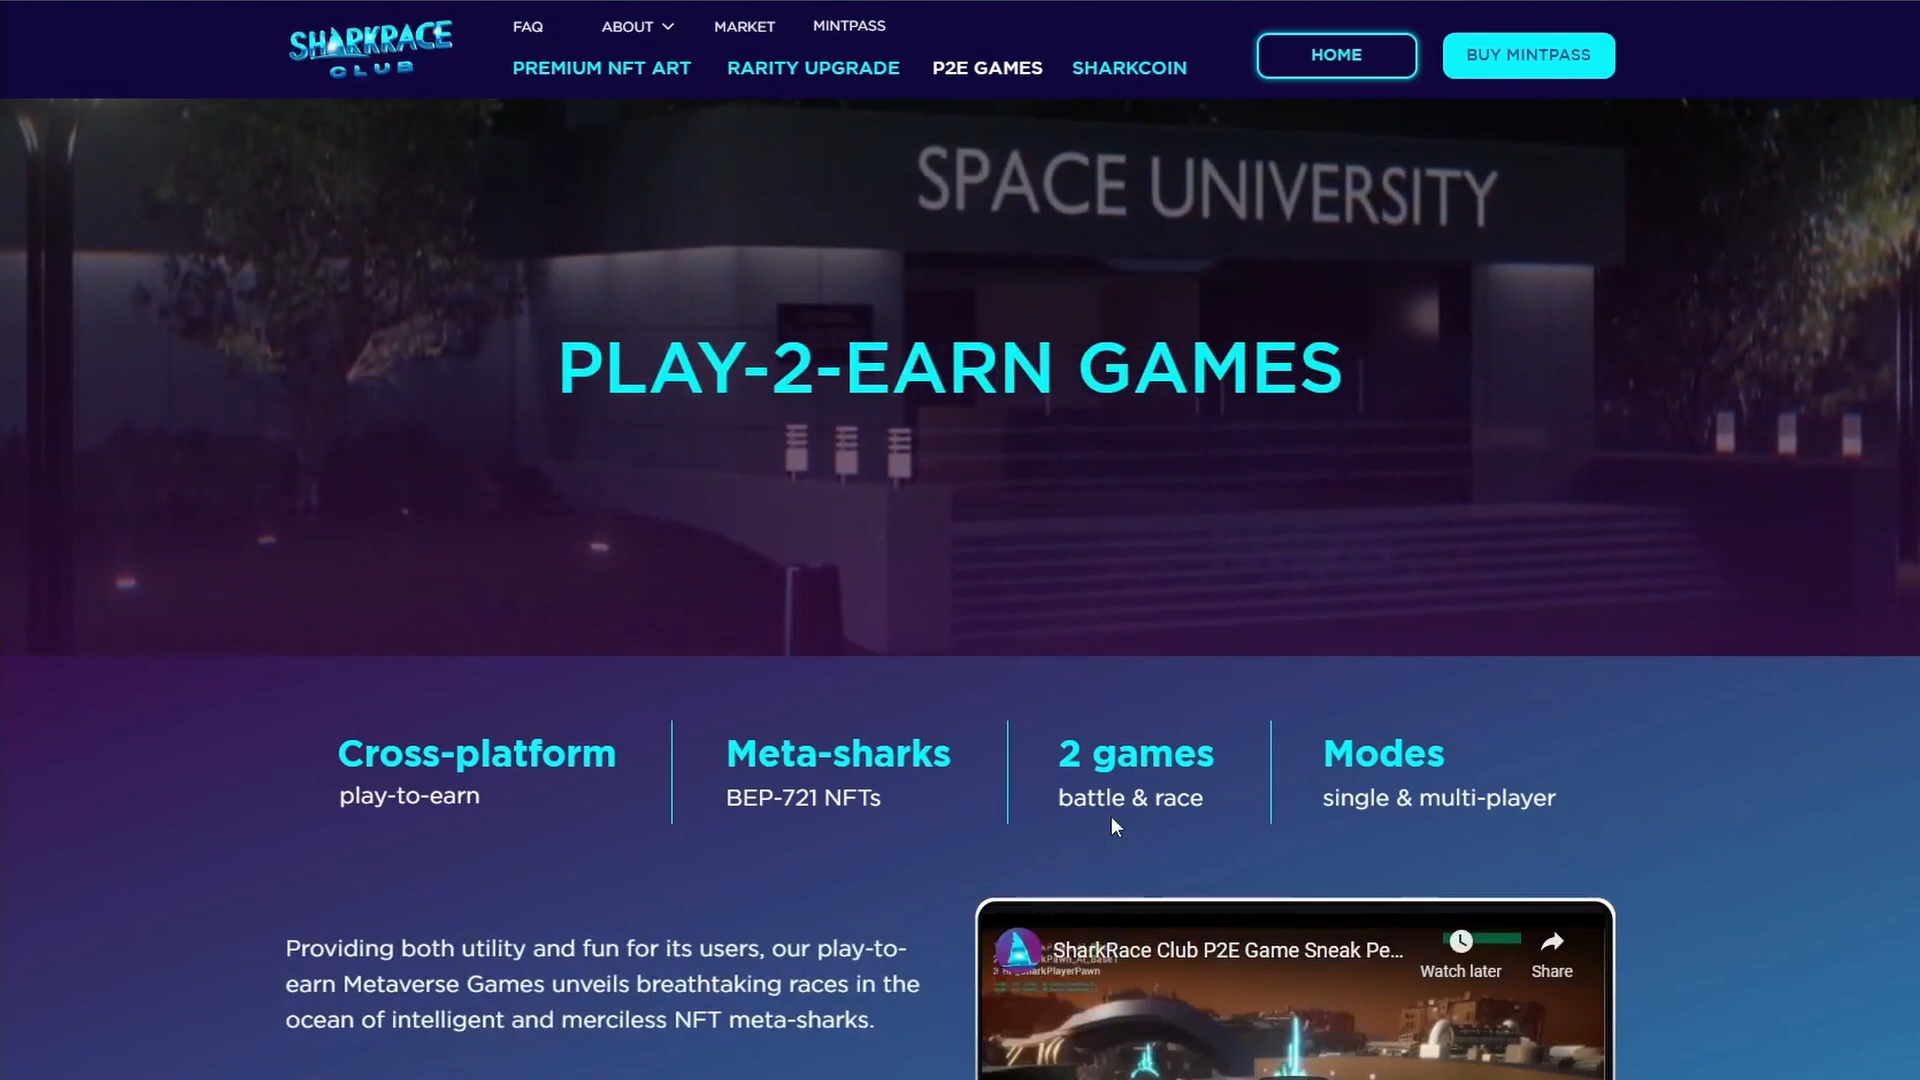 SHARKRACE
CLUB
FAQ
ABOUT
MARKET
MINTPASS
PREMIUM NFT ART
RARITY UPGRADE
P2E GAMES
SHARKCOIN
HOME
BUY MINTPASS
SPACE UNIVERSITY
PLAY-2-EARN GAMES
Cross-platform
play-to-earn
Meta-sharks
BEP-721 NFTs
2 games
battle & race
Modes
single & multi-player
Providing both utility and fun for its users, our play-to-
earn Metaverse Games unveils breathtaking races in the
ocean of intelligent and merciless NFT meta-sharks.
SharkRace Club P2E Game Sneak Pe...
Watch later
Share